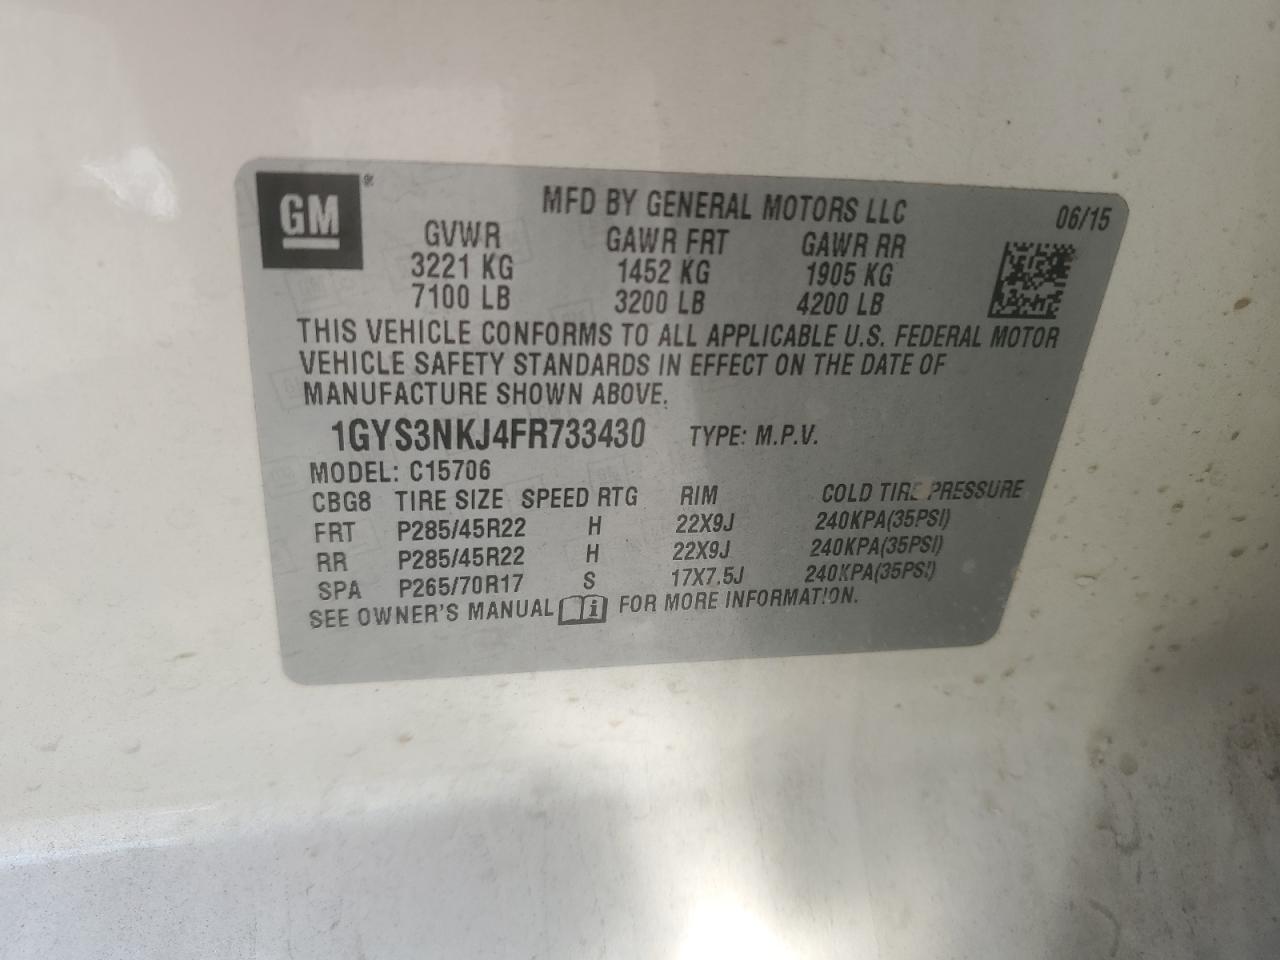 GM
MFD BY GENERAL MOTORS LLC 06/15
GVWR GAWR FRT GAWR RR
3221 KG 1452 KG 1905 KG
7100 LB 3200 LB 4200 LB
THIS VEHICLE CONFORMS TO ALL APPLICABLE U.S. FEDERAL MOTOR
VEHICLE SAFETY STANDARDS IN EFFECT ON THE DATE OF
MANUFACTURE SHOWN ABOVE.
1GYS3NKJ4FR733430 TYPE: M.P.V.
MODEL: C15706
CBG8 TIRE SIZE SPEED RTG RIM COLD TIRE PRESSURE
FRT P285/45R22 H 22X9J 240KPA(35PSI)
RR P285/45R22 H 22X9J 240KPA(35PSI)
SPA P265/70R17 S 17X7.5J 240KPA(35PSI)
SEE OWNER'S MANUAL i FOR MORE INFORMATION.